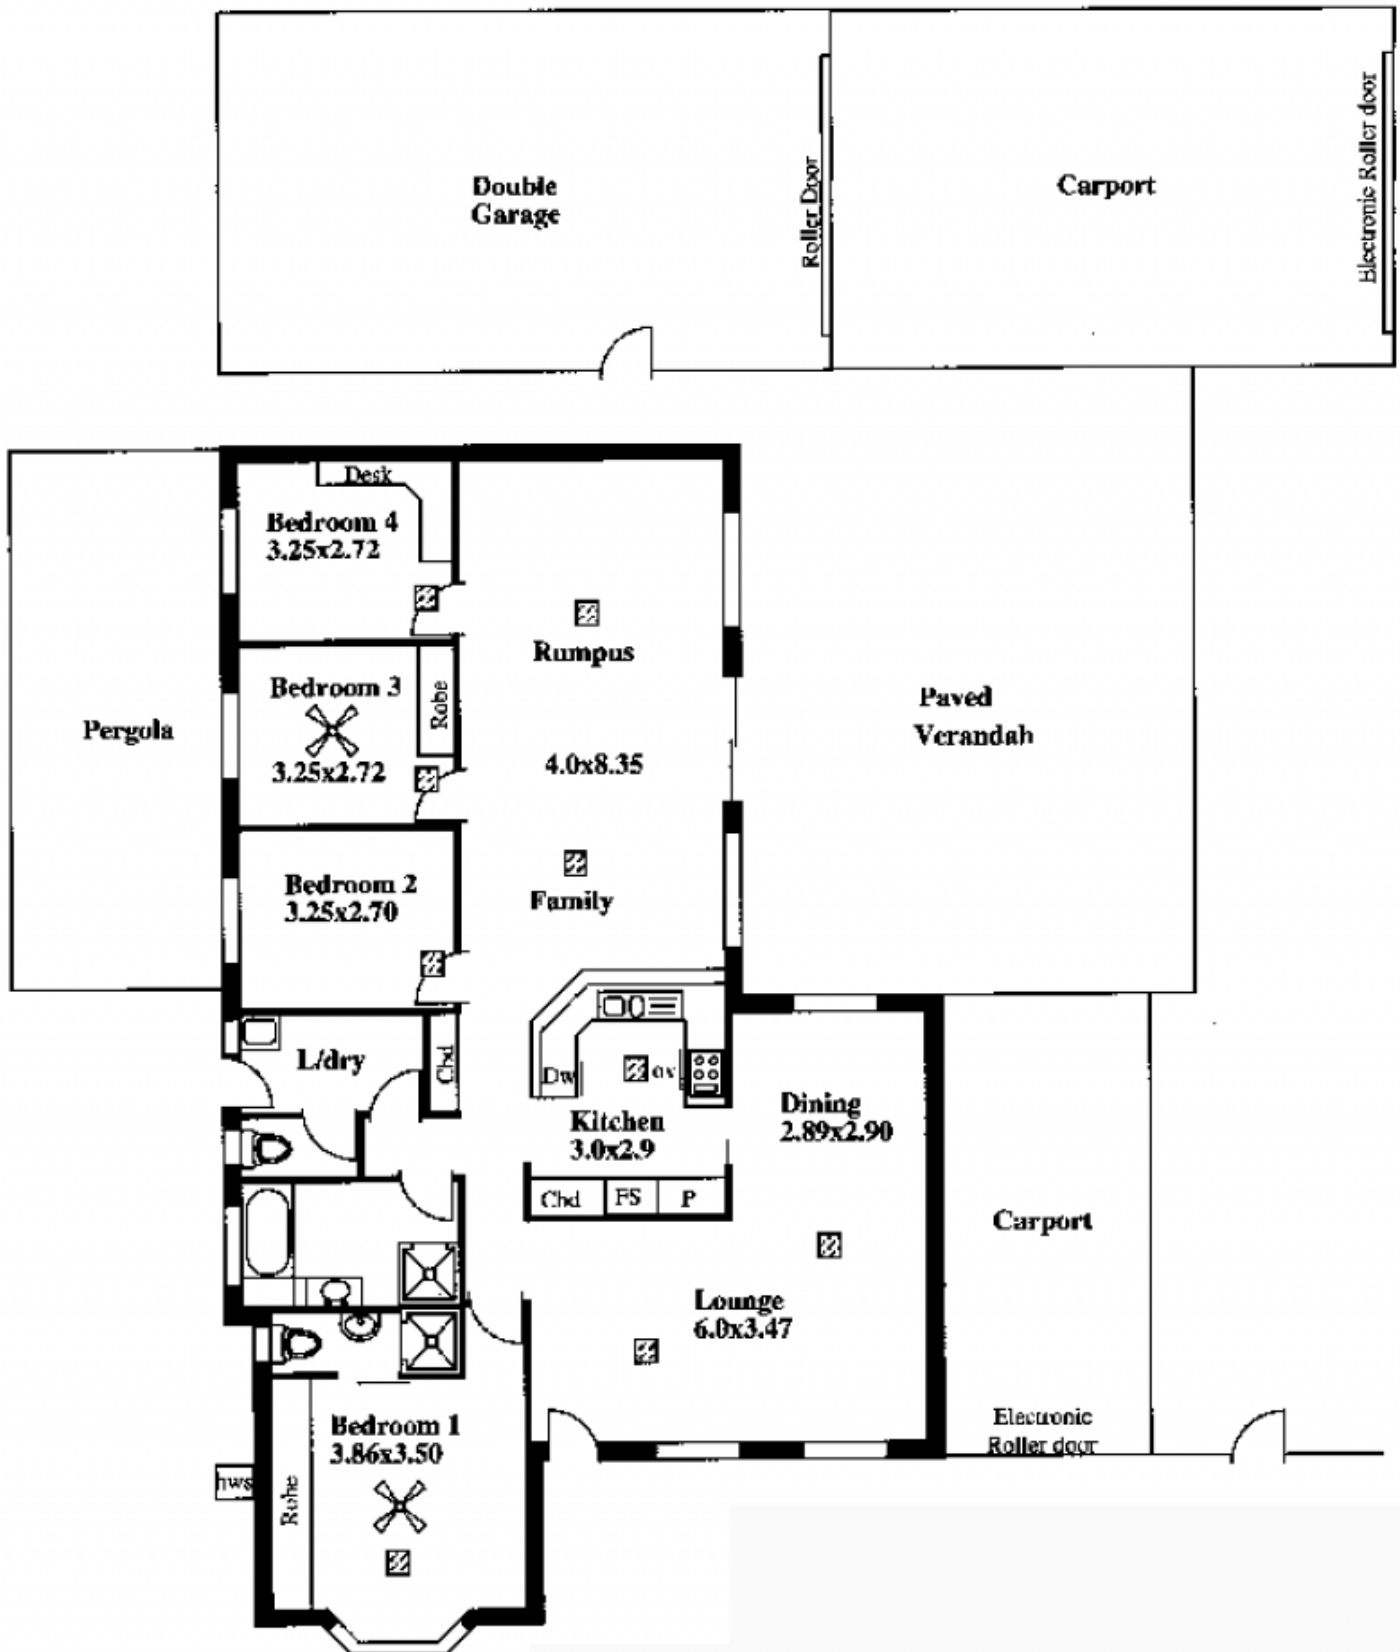 Double
Garage
Roller Door
Carport
Electronic Roller door
Desk
Bedroom 4
3.25x2.72
Rumpus
Bedroom 3
Robe
3.25x2.72
Pergola
4.0x8.35
Paved
Verandah
Family
Bedroom 2
3.25x2.70
L/dry
Cbd
Dw
ov
Kitchen
3.0x2.9
Dining
2.89x2.90
Cbd
FS
P
Carport
Lounge
6.0x3.47
Bedroom 1
3.86x3.50
Robe
hws
Electronic
Roller door